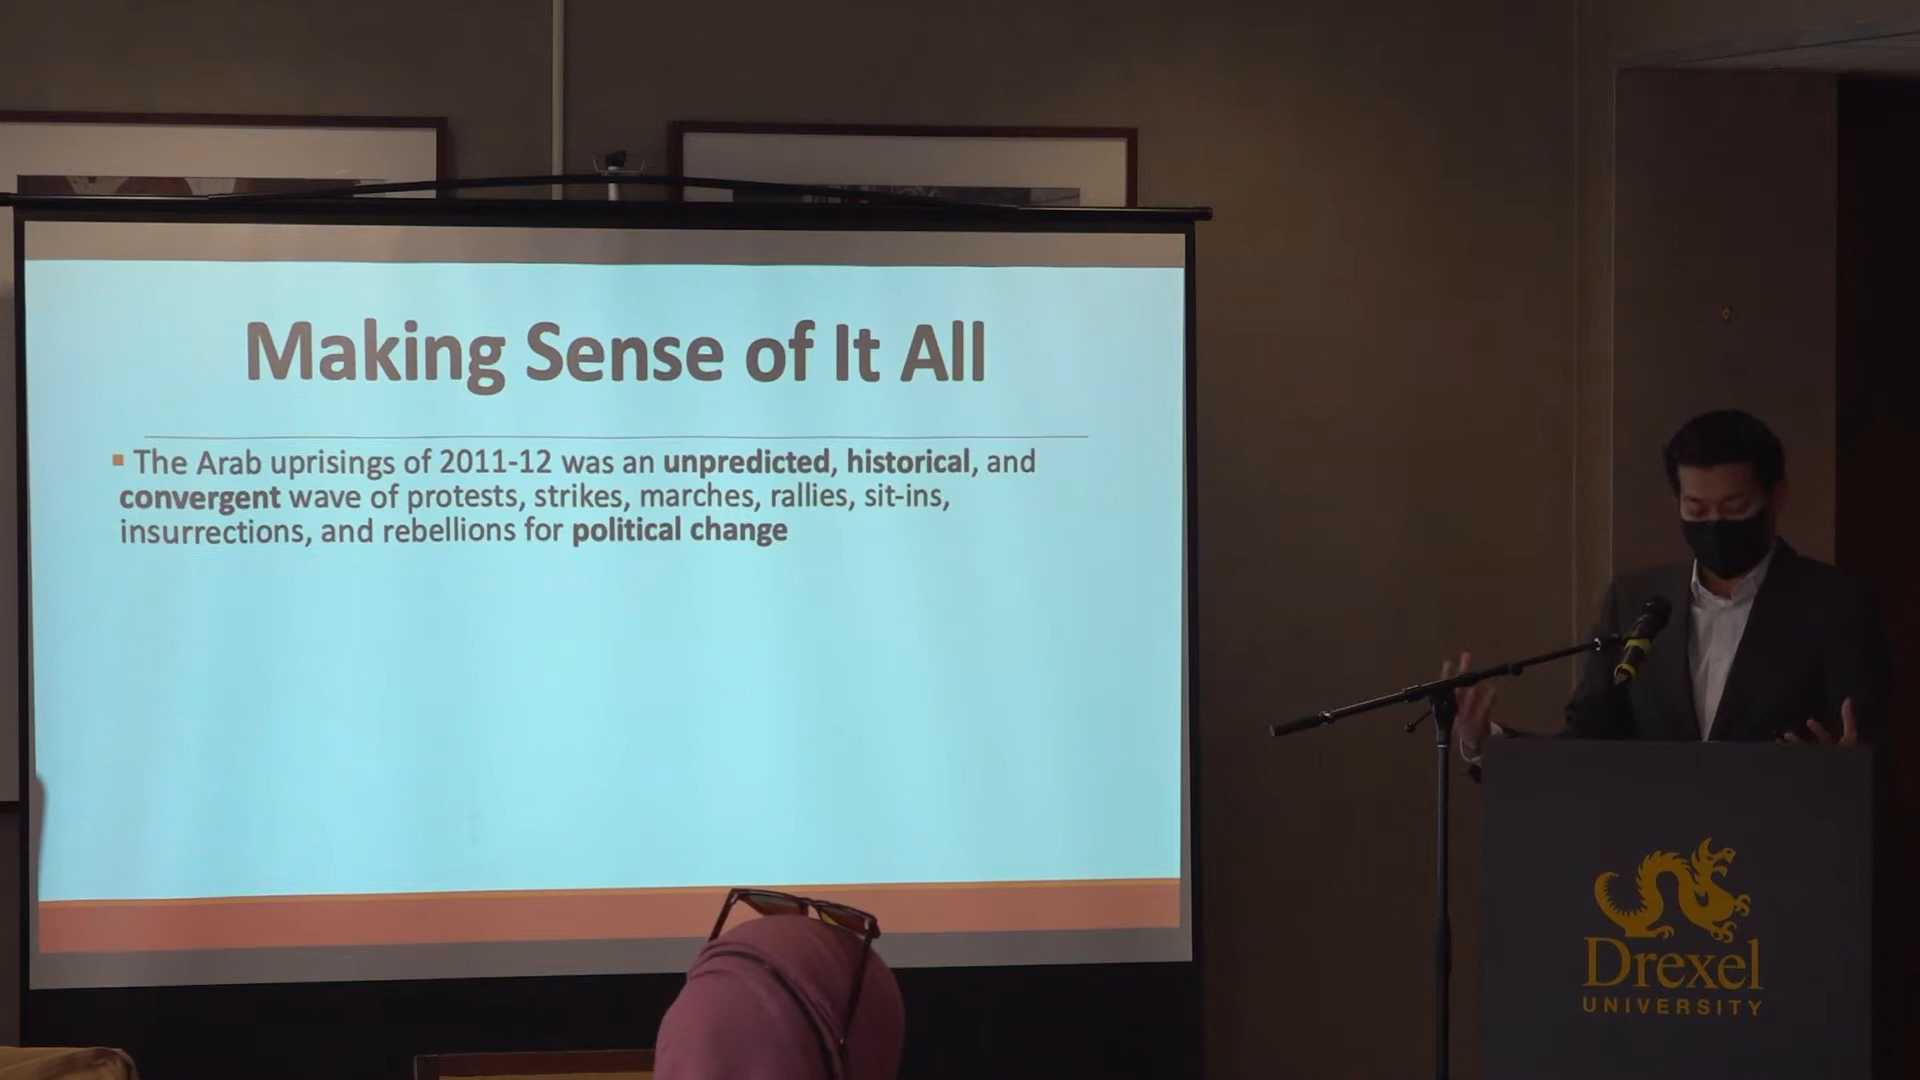 Making Sense of It All
▪ The Arab uprisings of 2011-12 was an unpredicted, historical, and
convergent wave of protests, strikes, marches, rallies, sit-ins,
insurrections, and rebellions for political change
Drexel
UNIVERSITY